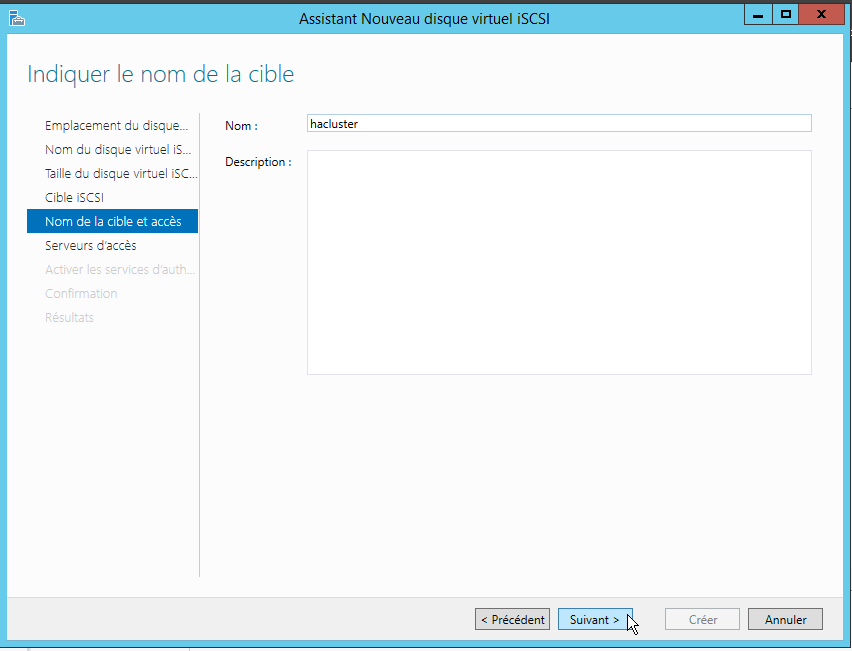 Assistant Nouveau disque virtuel iSCSI
Indiquer le nom de la cible
Emplacement du disque...
Nom du disque virtuel iS...
Taille du disque virtuel iSC...
Cible iSCSI
Nom de la cible et accès
Serveurs d'accès
Activer les services d'auth...
Confirmation
Résultats
Nom :
hacluster
Description :
< Précédent
Suivant >
Créer
Annuler